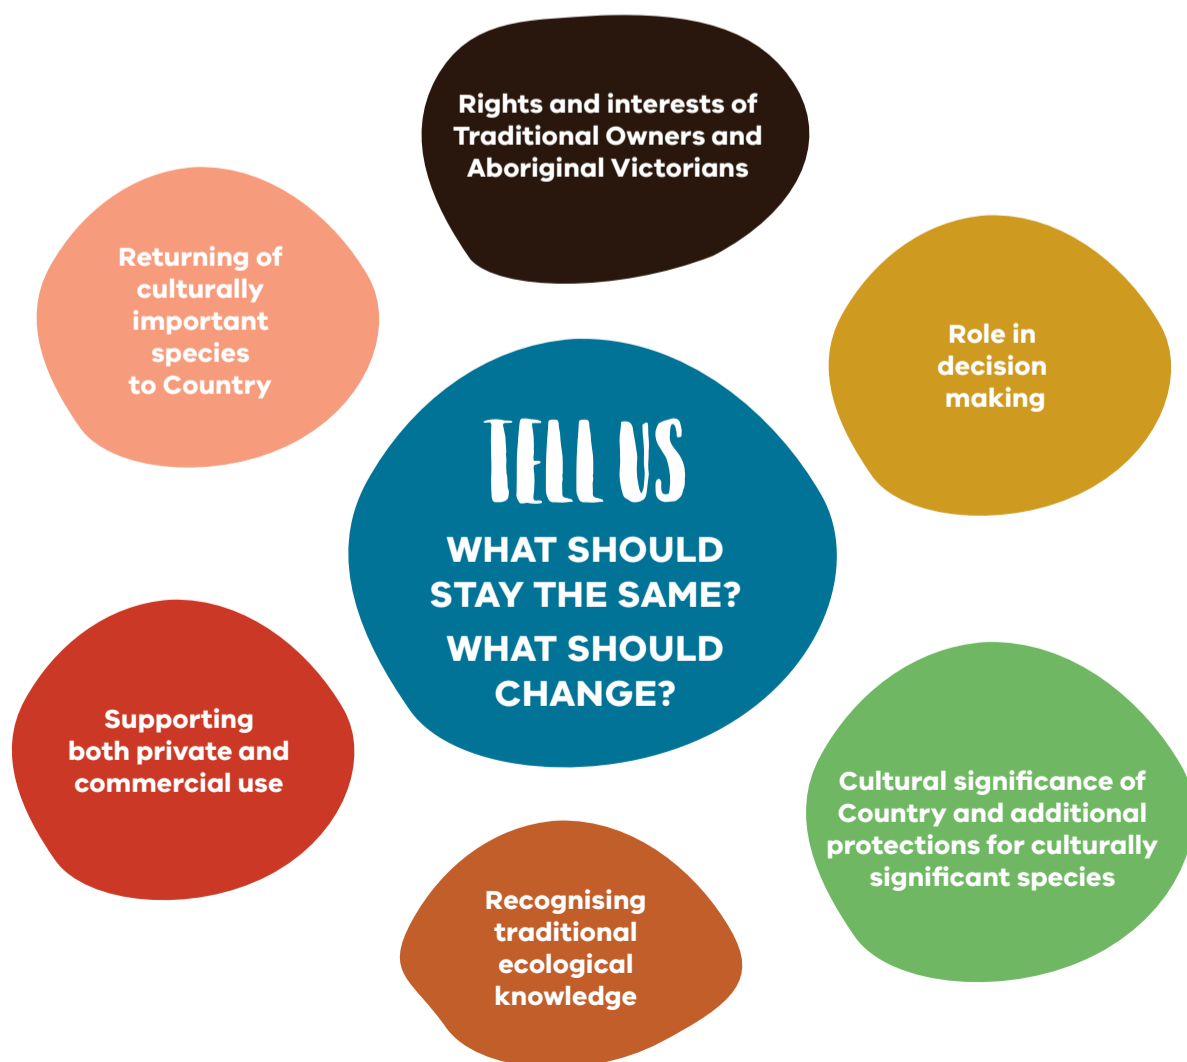 Rights and interests of
Traditional Owners and
Aboriginal Victorians
Returning of
culturally
important
species
to Country
Role in
decision
making
TELL US
WHAT SHOULD
STAY THE SAME?
WHAT SHOULD
CHANGE?
Supporting
both private and
commercial use
Cultural significance of
Country and additional
protections for culturally
significant species
Recognising
traditional
ecological
knowledge